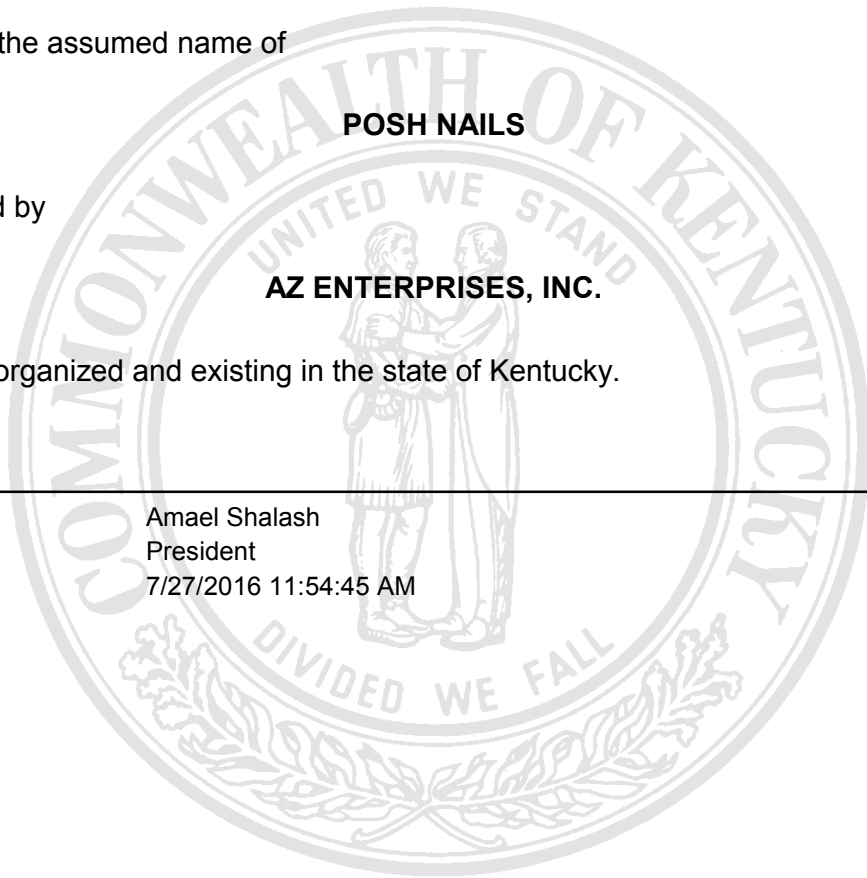 the assumed name of
POSH NAILS
d by
AZ ENTERPRISES, INC.
organized and existing in the state of Kentucky.
Amael Shalash
President
7/27/2016 11:54:45 AM
COMMONWEALTH OF KENTUCKY
UNITED WE STAND
DIVIDED WE FALL